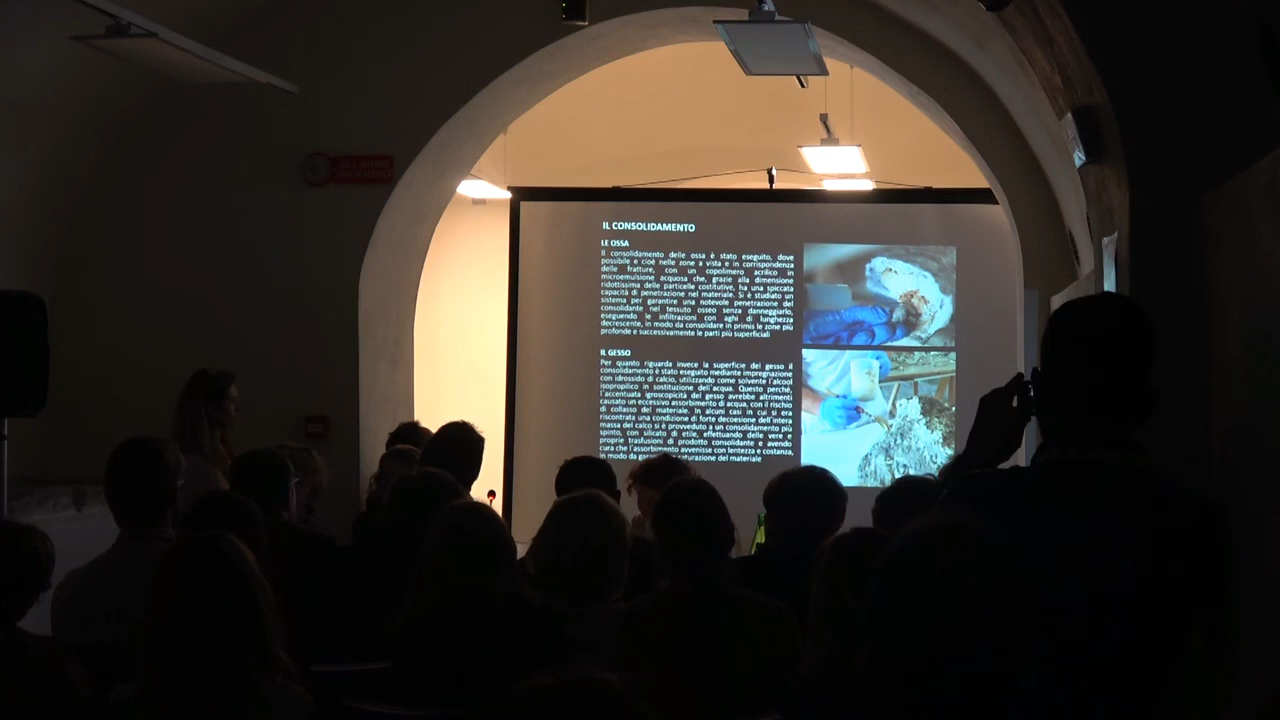 ALLARME
INCENDIO
IL CONSOLIDAMENTO
LE OSSA
Il consolidamento delle ossa è stato eseguito, dove
possibile e cioè nelle zone a vista e in corrispondenza
delle fratture, con un copolimero acrilico in
microemulsione acquosa che, grazie alla dimensione
ridottissima delle particelle costitutive, ha una spiccata
capacità di penetrazione nel materiale. Si è studiato un
sistema per garantire una notevole penetrazione del
consolidante nel tessuto osseo senza danneggiarlo,
eseguendo le infiltrazioni con aghi di lunghezza
decrescente, in modo da consolidare in primis le zone più
profonde e successivamente le parti più superficiali
IL GESSO
Per quanto riguarda invece la superficie del gesso il
consolidamento è stato eseguito mediante impregnazione
con idrossido di calcio, utilizzando come solvente l'alcool
isopropilico in sostituzione dell'acqua. Questo perché,
l'accentuata igroscopicità del gesso avrebbe altrimenti
causato un eccessivo assorbimento di acqua, con il rischio
di collasso del materiale. In alcuni casi in cui si era
riscontrata una condizione di forte decoesione dell'intera
massa del calco si è provveduto a un consolidamento più
spinto, con silicato di etile, effettuando delle vere e
proprie trasfusioni di prodotto consolidante e avendo
cura che l'assorbimento avvenisse con lentezza e costanza,
in modo da saturazione del materiale